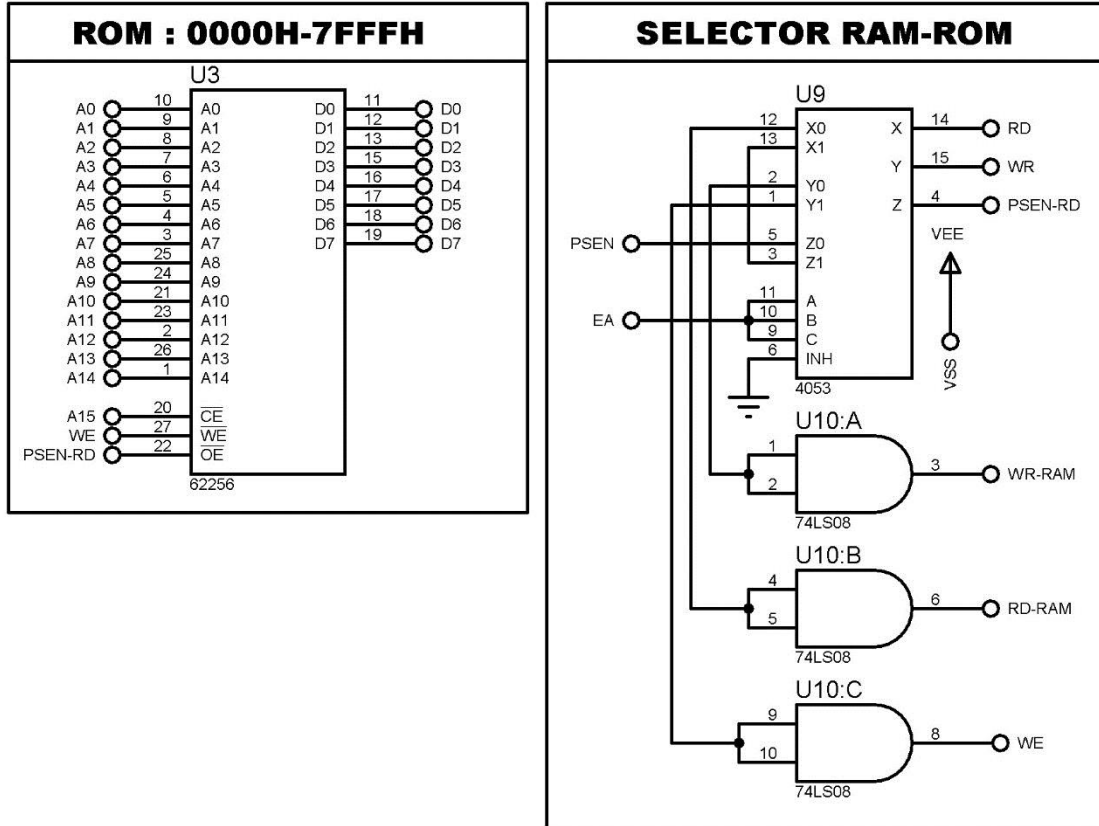 ROM : 0000H-7FFFH
U3
A0 10 A0 D0 11 D0
A1 9 A1 D1 12 D1
A2 8 A2 D2 13 D2
A3 7 A3 D3 15 D3
A4 6 A4 D4 16 D4
A5 5 A5 D5 17 D5
A6 4 A6 D6 18 D6
A7 3 A7 D7 19 D7
A8 25 A8
A9 24 A9
A10 21 A10
A11 23 A11
A12 2 A12
A13 26 A13
A14 1 A14
A15 20 CE
WE 27 WE
PSEN-RD 22 OE
62256
SELECTOR RAM-ROM
U9
12 X0 X 14 RD
13 X1
Y 15 WR
2 Y0
1 Y1 Z 4 PSEN-RD
PSEN 5 Z0
3 Z1
VEE
11 A
EA 10 B
9 C
6 INH
VSS
4053
U10:A
1
3 WR-RAM
2
74LS08
U10:B
4
6 RD-RAM
5
74LS08
U10:C
9
8 WE
10
74LS08